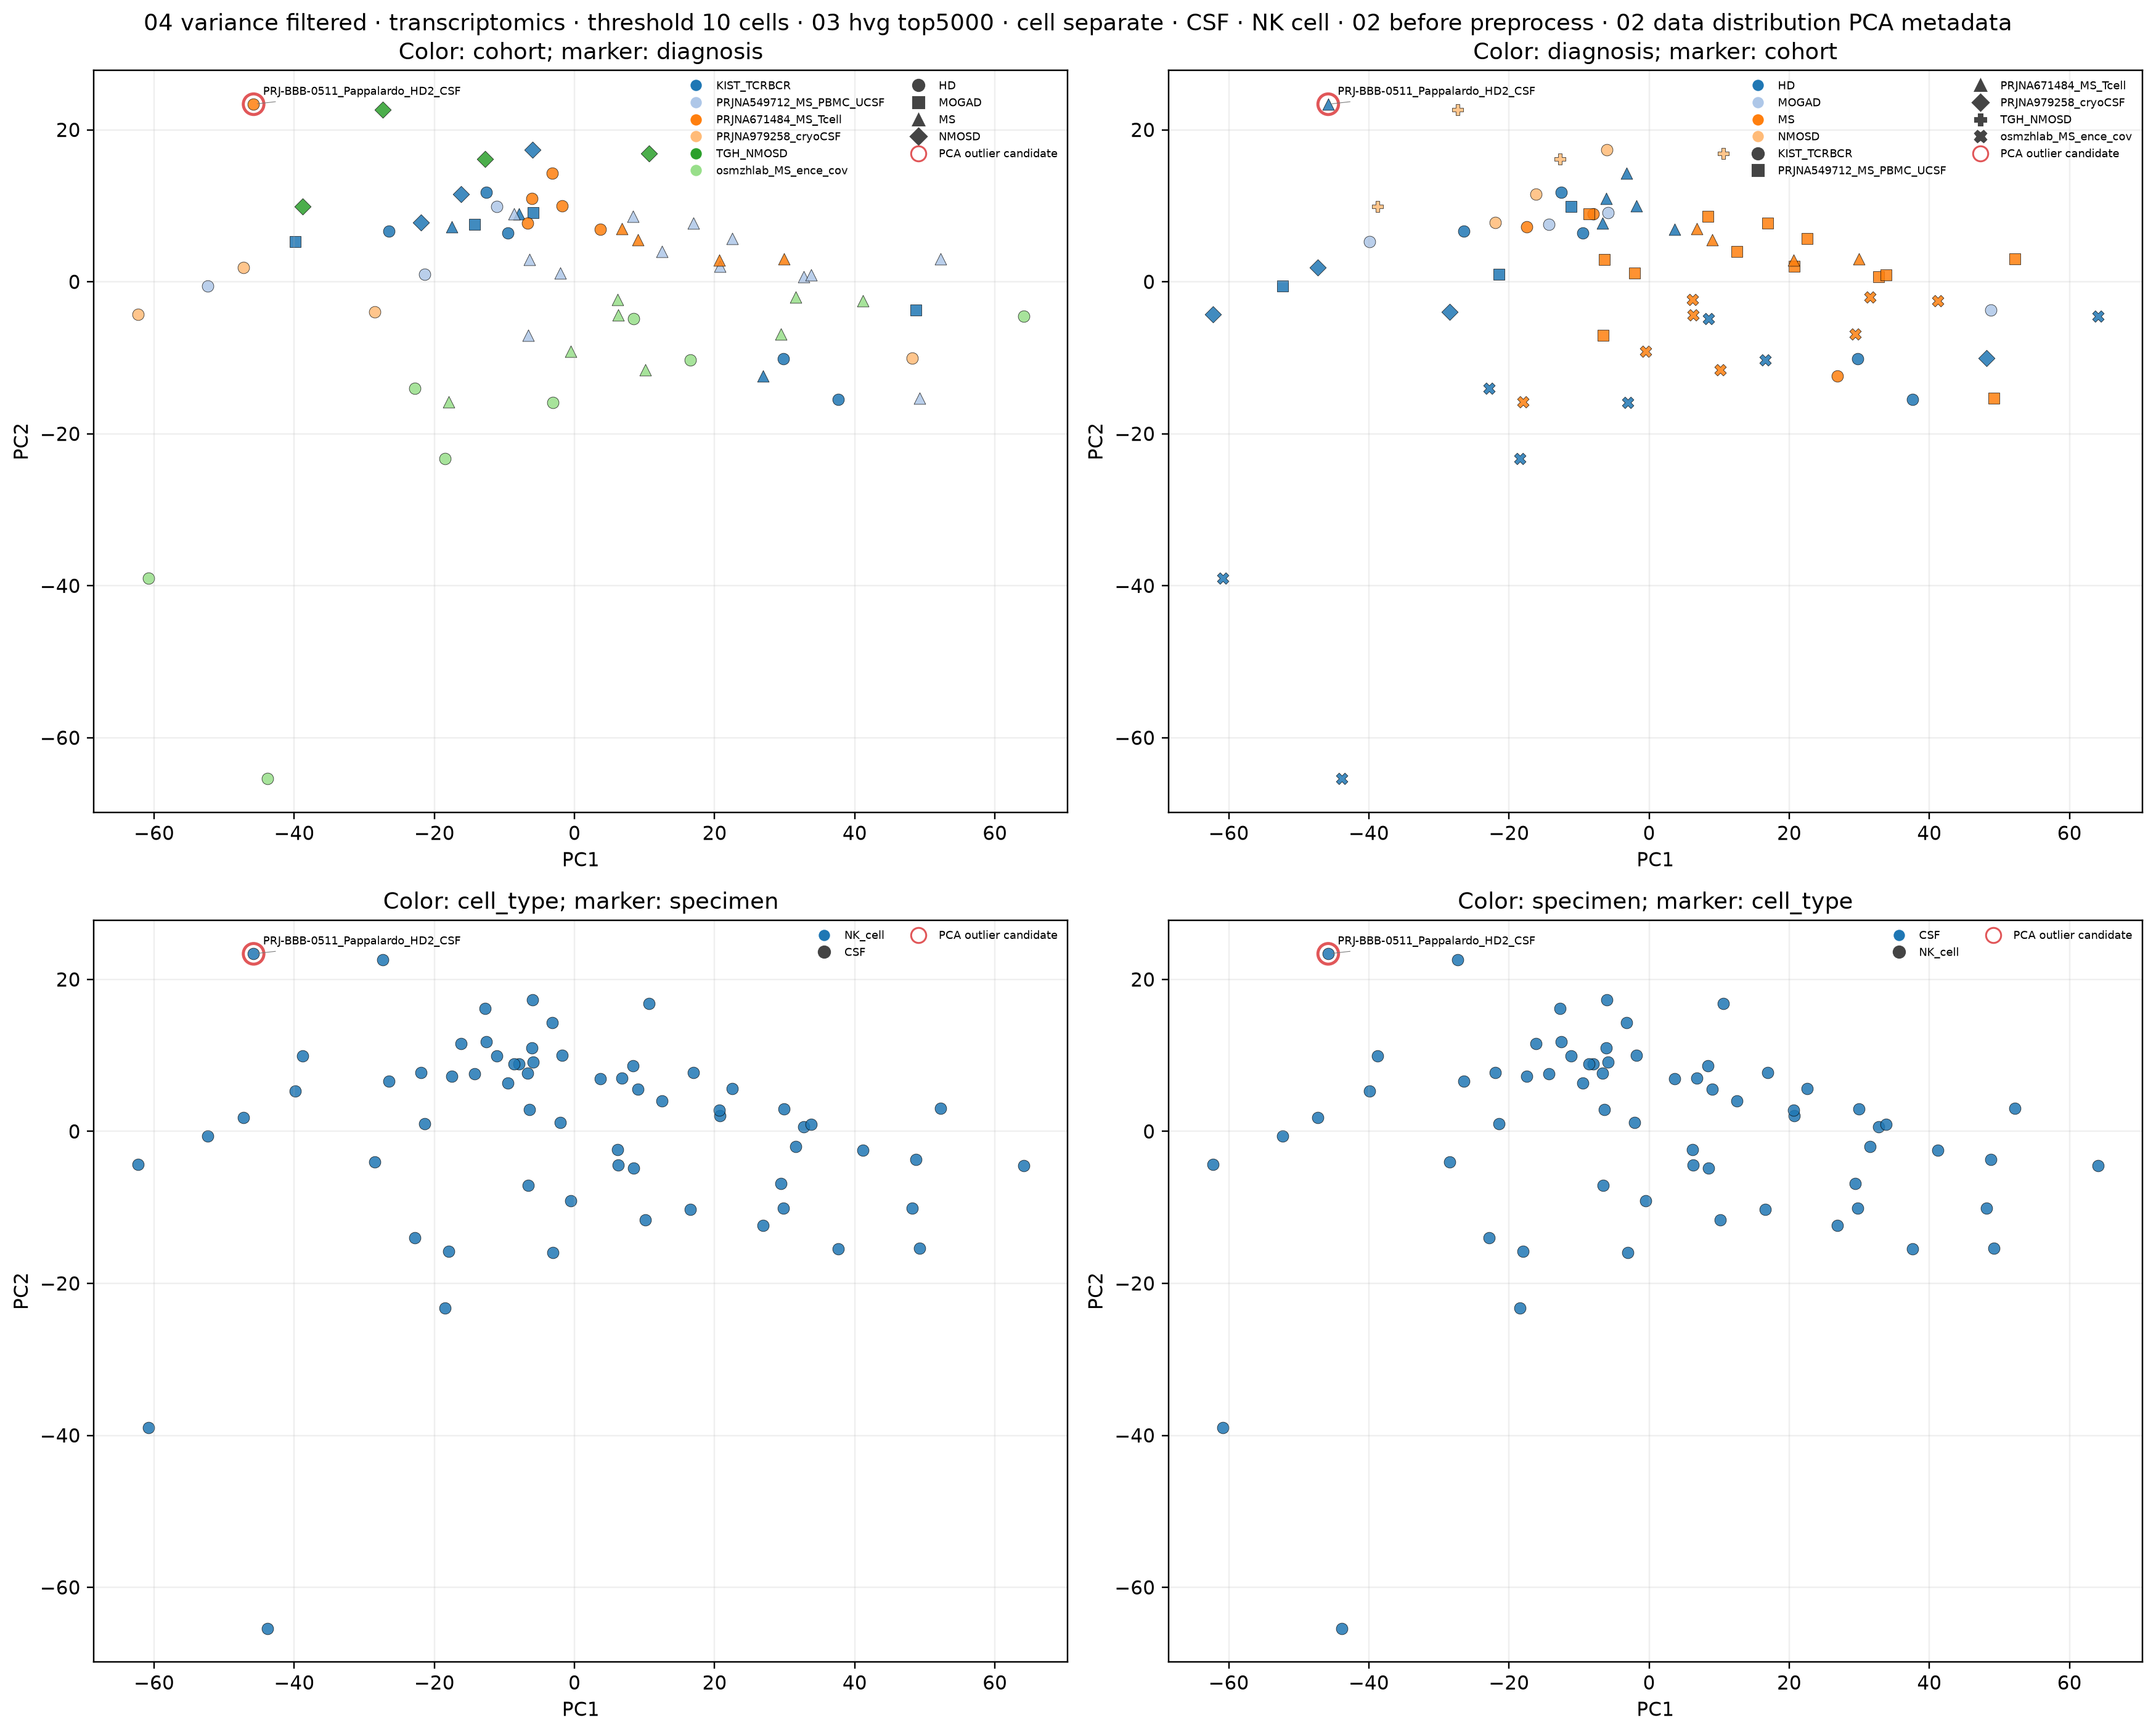 04 variance filtered · transcriptomics · threshold 10 cells · 03 hvg top5000 · cell separate · CSF · NK cell · 02 before preprocess · 02 data distribution PCA metadata
Color: cohort; marker: diagnosis
PRJ-BBB-0511_Pappalardo_HD2_CSF
KIST_TCRBCR
PRJNA549712_MS_PBMC_UCSF
PRJNA671484_MS_Tcell
PRJNA979258_cryoCSF
TGH_NMOSD
osmzhlab_MS_ence_cov
HD
MOGAD
MS
NMOSD
PCA outlier candidate
20
0
−20
−40
−60
PC2
−60 −40 −20 0 20 40 60
PC1
Color: diagnosis; marker: cohort
PRJ-BBB-0511_Pappalardo_HD2_CSF
HD
MOGAD
MS
NMOSD
KIST_TCRBCR
PRJNA549712_MS_PBMC_UCSF
PRJNA671484_MS_Tcell
PRJNA979258_cryoCSF
TGH_NMOSD
osmzhlab_MS_ence_cov
PCA outlier candidate
20
0
−20
−40
−60
PC2
−60 −40 −20 0 20 40 60
PC1
Color: cell_type; marker: specimen
PRJ-BBB-0511_Pappalardo_HD2_CSF
NK_cell
CSF
PCA outlier candidate
20
0
−20
−40
−60
PC2
−60 −40 −20 0 20 40 60
PC1
Color: specimen; marker: cell_type
PRJ-BBB-0511_Pappalardo_HD2_CSF
CSF
NK_cell
PCA outlier candidate
20
0
−20
−40
−60
PC2
−60 −40 −20 0 20 40 60
PC1